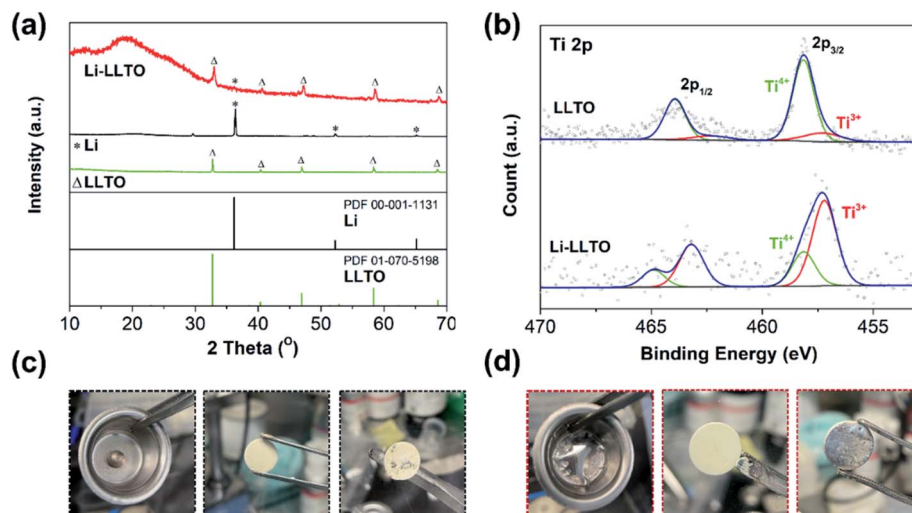 (a)
Li-LLTO
Δ
*
Δ
Δ
Δ
Δ
*
*
*
* Li
Δ
Δ
Δ
Δ
Δ
Δ LLTO
PDF 00-001-1131
Li
PDF 01-070-5198
LLTO
Intensity (a.u.)
10 20 30 40 50 60 70
2 Theta (O)
(b)
Ti 2p
2p3/2
2p1/2
Ti4+
LLTO
Ti3+
Ti3+
Ti4+
Li-LLTO
Count (a.u.)
470 465 460 455
Binding Energy (eV)
(c)
(d)